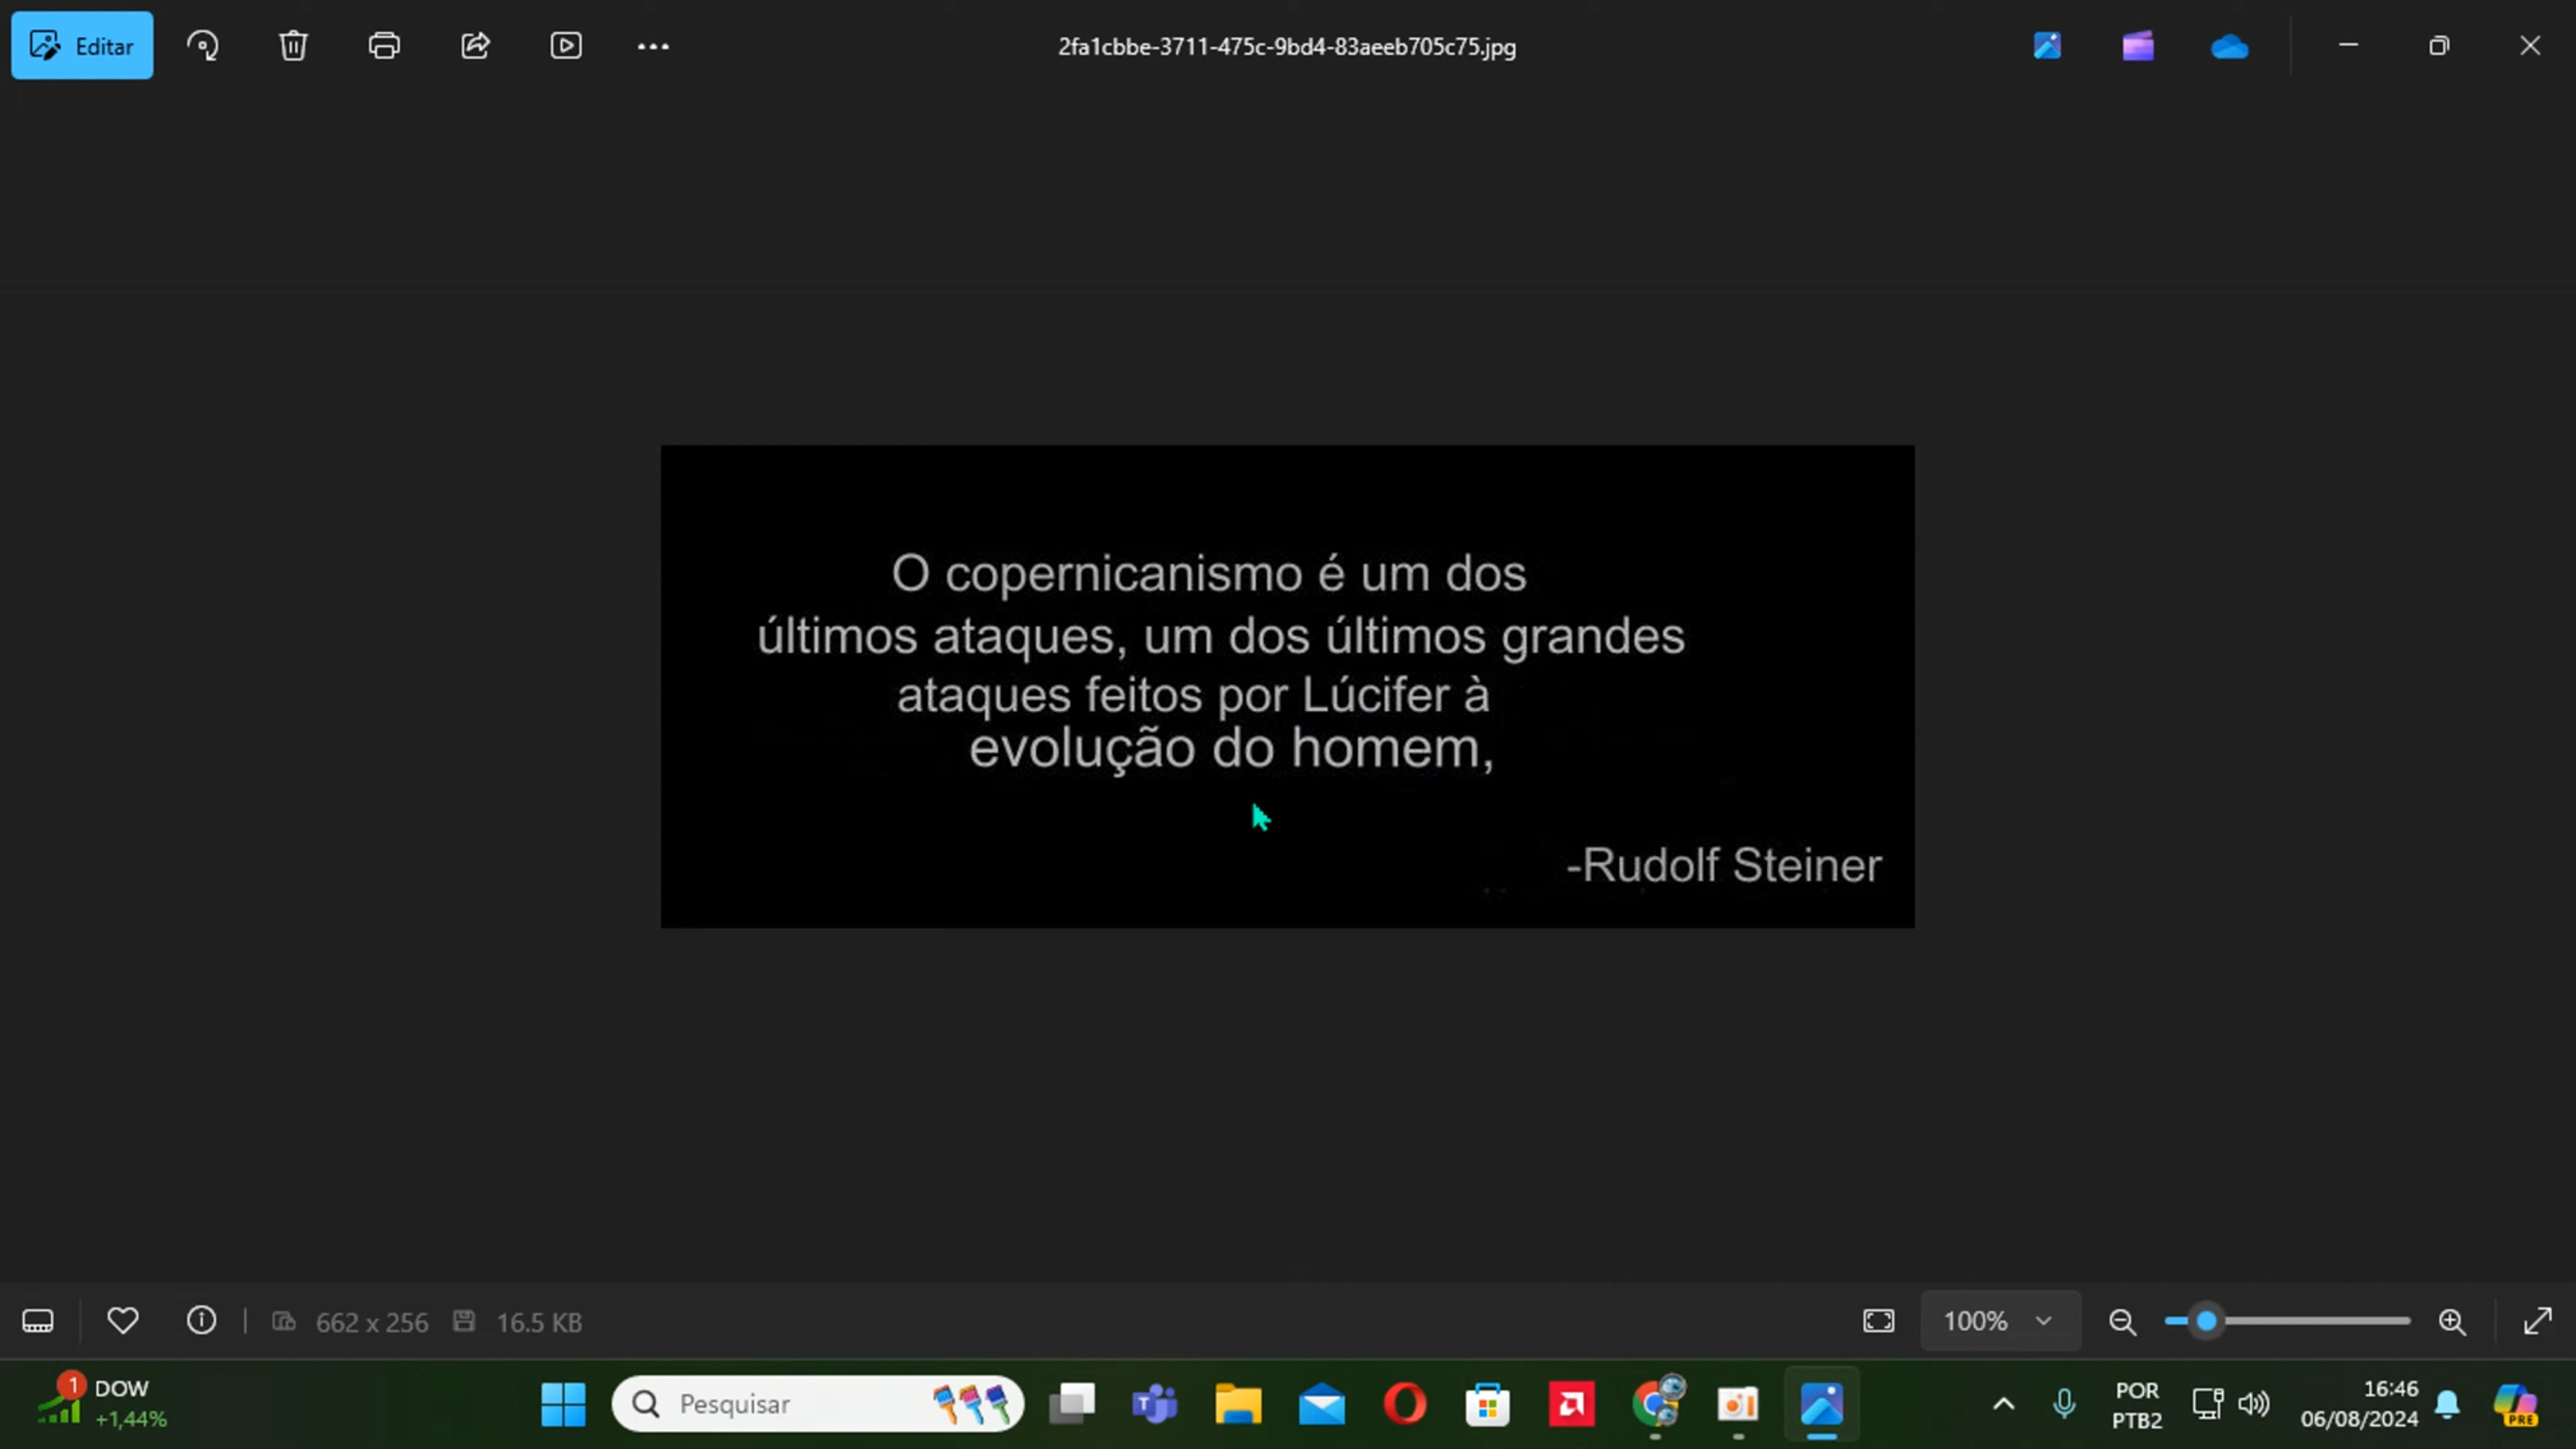 Editar
2fa1cbbe-3711-475c-9bd4-83aeeb705c75.jpg
O copernicanismo é um dos
últimos ataques, um dos últimos grandes
ataques feitos por Lúcifer à
evolução do homem,
-Rudolf Steiner
662 x 256
16.5 KB
100%
1
DOW
+1,44%
Pesquisar
T
POR
PTB2
16:46
06/08/2024
PRE